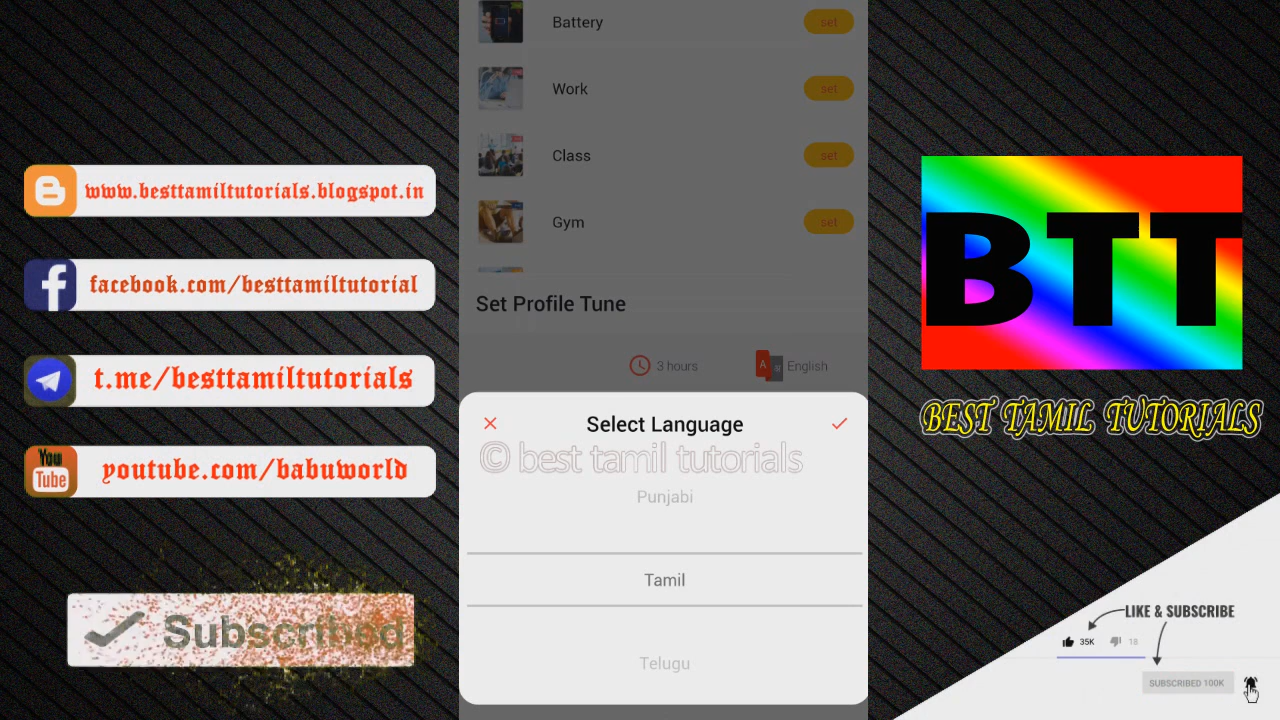 www.besttamiltutorials.blogspot.in
facebook.com/besttamiltutorial
t.me/besttamiltutorials
You
Tube
youtube.com/babuworld
Subscribed
Battery
set
Work
set
Class
set
Gym
set
Set Profile Tune
3 hours
English
Select Language
© best tamil tutorials
Punjabi
Tamil
Telugu
BTT
BEST TAMIL TUTORIALS
LIKE & SUBSCRIBE
35K
18
SUBSCRIBED 100K